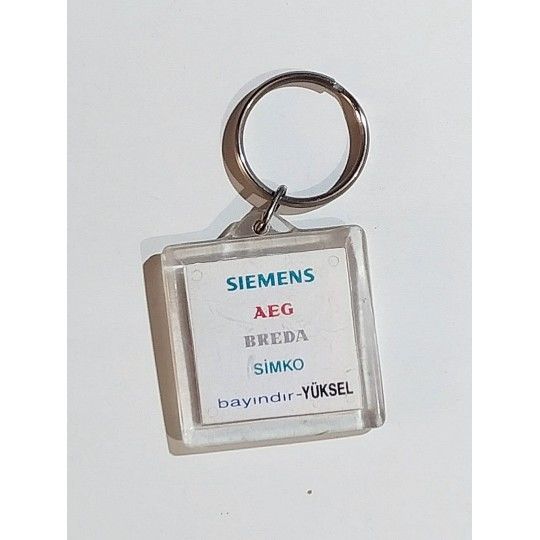 SIEMENS
AEG
BREDA
SİMKO
bayındır-YÜKSEL